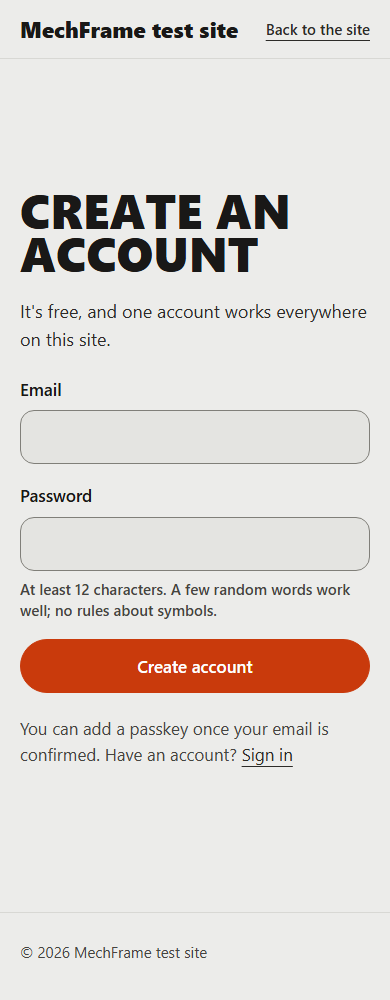 MechFrame test site
Back to the site
CREATE AN
ACCOUNT
It's free, and one account works everywhere
on this site.
Email
Password
At least 12 characters. A few random words work
well; no rules about symbols.
Create account
You can add a passkey once your email is
confirmed. Have an account? Sign in
© 2026 MechFrame test site